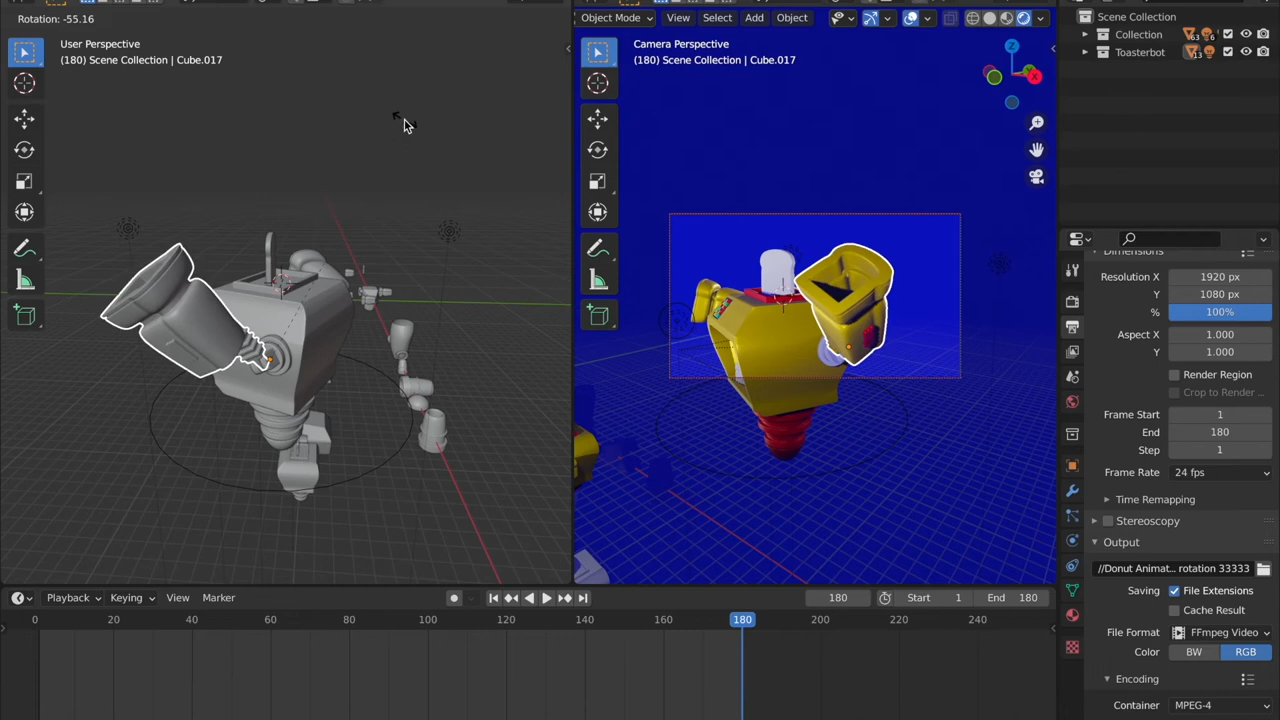 Rotation: -55.16
User Perspective
(180) Scene Collection | Cube.017
Object Mode View Select Add Object
Camera Perspective
(180) Scene Collection | Cube.017
Z
Y
X
Scene Collection
Collection 63 6
Toasterbot 13
Dimensions
Resolution X 1920 px
Y 1080 px
% 100%
Aspect X 1.000
Y 1.000
Render Region
Crop to Render ...
Frame Start 1
End 180
Step 1
Frame Rate 24 fps
Time Remapping
Stereoscopy
Output
//Donut Animat... rotation 33333
Saving File Extensions
Cache Result
File Format FFmpeg Video
Color BW RGB
Encoding
Container MPEG-4
Playback Keying View Marker
180 Start 1 End 180
0 20 40 60 80 100 120 140 160 180 200 220 240